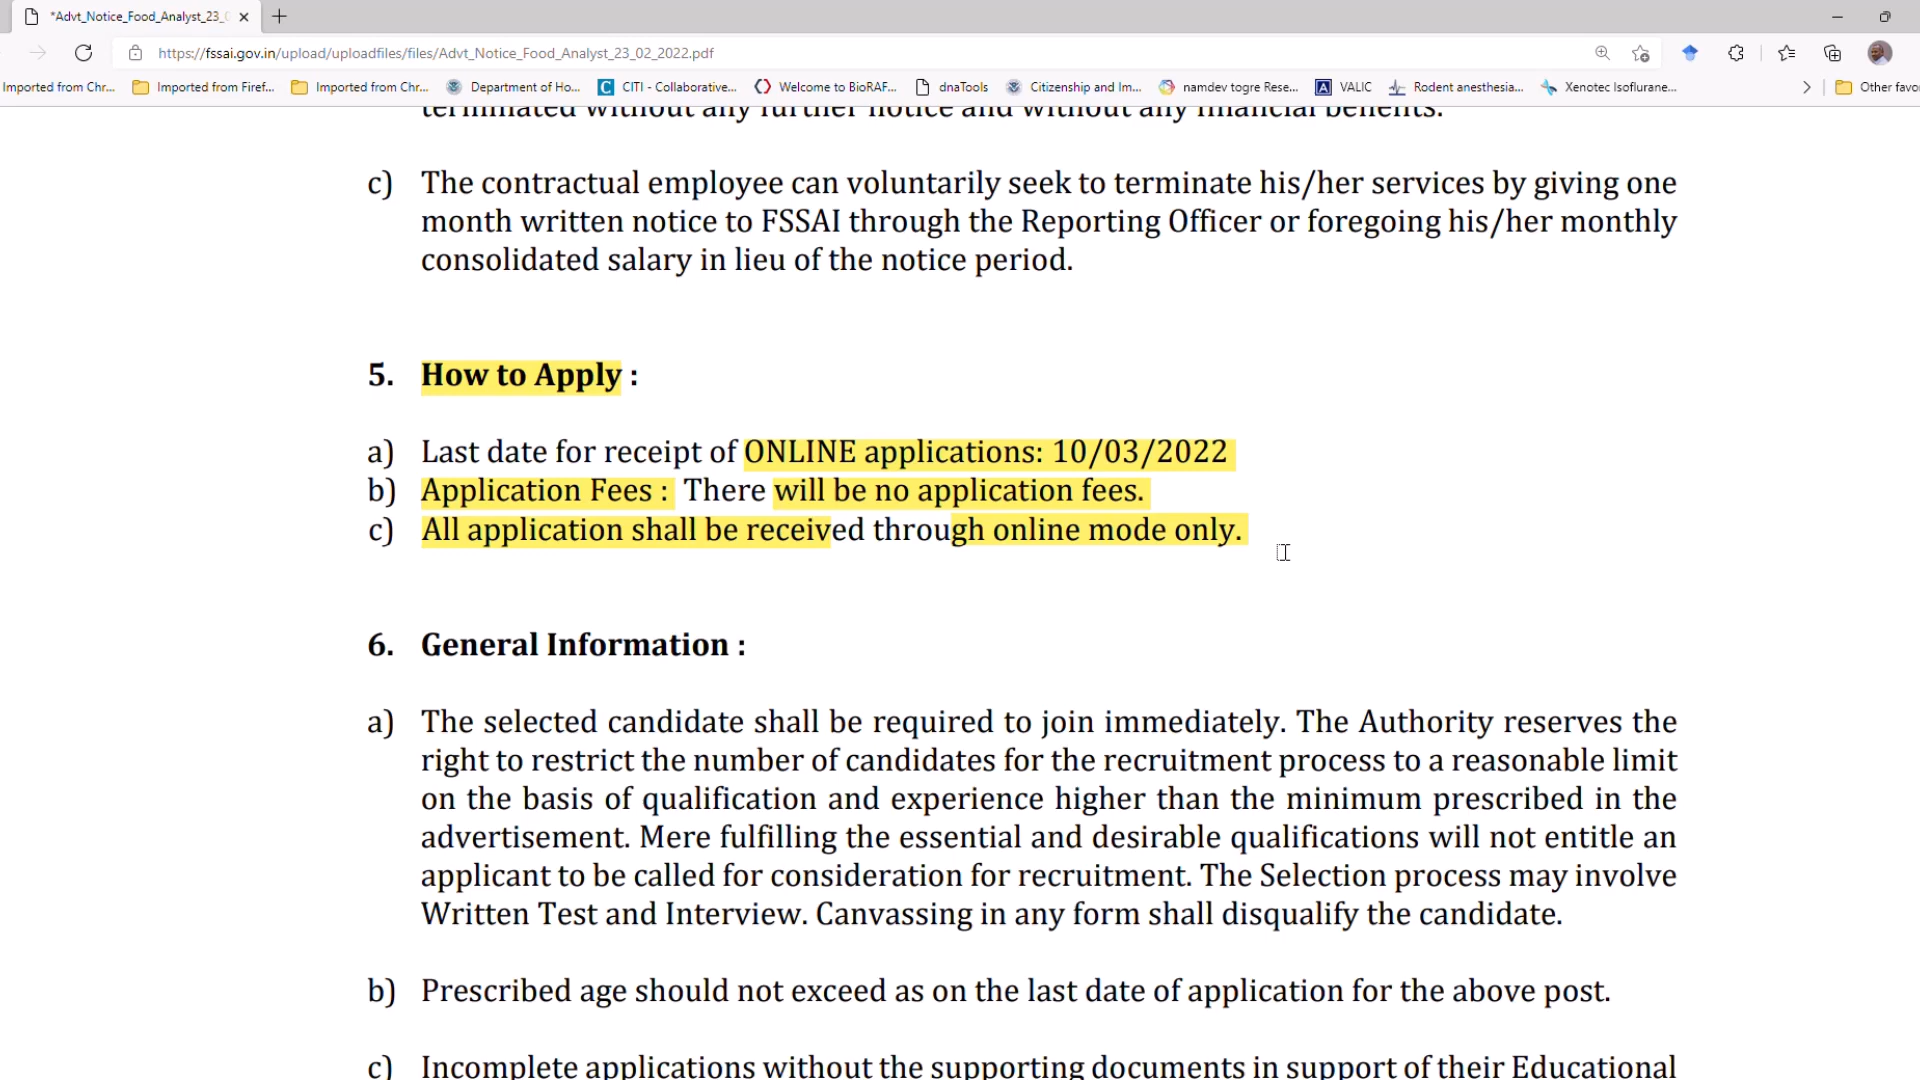 *Advt_Notice_Food_Analyst_23_
https://fssai.gov.in/upload/uploadfiles/files/Advt_Notice_Food_Analyst_23_02_2022.pdf
Imported from Chr... Imported from Firef... Imported from Chr... Department of Ho... CITI - Collaborative... Welcome to BioRAF... dnaTools Citizenship and Im... namdev togre Rese... VALIC Rodent anesthesia... Xenotec Isoflurane... Other favo
terminated without any further notice and without any financial benefits.
c) The contractual employee can voluntarily seek to terminate his/her services by giving one
month written notice to FSSAI through the Reporting Officer or foregoing his/her monthly
consolidated salary in lieu of the notice period.
5. How to Apply :
a) Last date for receipt of ONLINE applications: 10/03/2022
b) Application Fees : There will be no application fees.
c) All application shall be received through online mode only.
6. General Information :
a) The selected candidate shall be required to join immediately. The Authority reserves the
right to restrict the number of candidates for the recruitment process to a reasonable limit
on the basis of qualification and experience higher than the minimum prescribed in the
advertisement. Mere fulfilling the essential and desirable qualifications will not entitle an
applicant to be called for consideration for recruitment. The Selection process may involve
Written Test and Interview. Canvassing in any form shall disqualify the candidate.
b) Prescribed age should not exceed as on the last date of application for the above post.
c) Incomplete applications without the supporting documents in support of their Educational